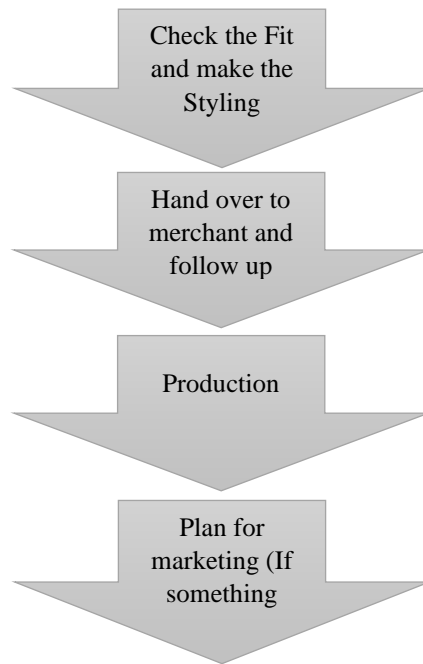 Check the Fit
and make the
Styling
Hand over to
merchant and
follow up
Production
Plan for
marketing (If
something